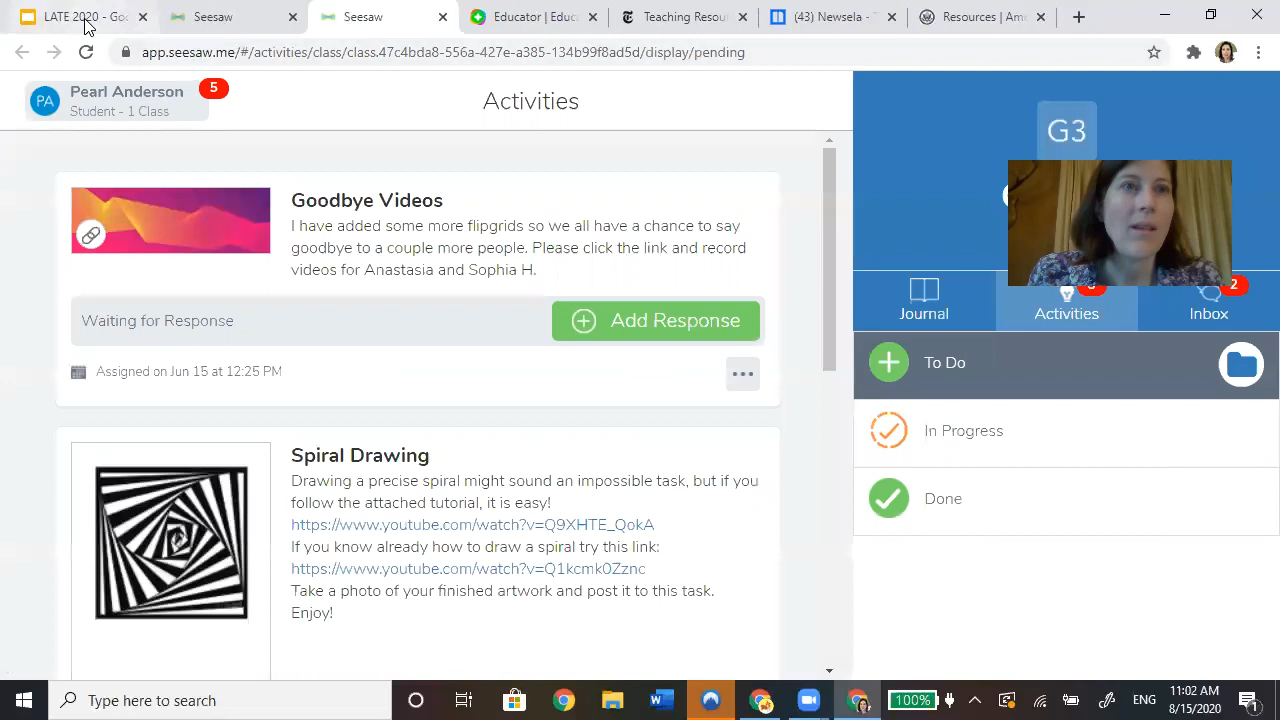 LATE 2020 - Goo
Seesaw
Seesaw
Educator | Educ
Teaching Resour
(43) Newsela - T
Resources | Ame
app.seesaw.me/#/activities/class/class.47c4bda8-556a-427e-a385-134b99f8ad5d/display/pending
PA
Pearl Anderson
Student - 1 Class
5
Activities
G3
Goodbye Videos
I have added some more flipgrids so we all have a chance to say
goodbye to a couple more people. Please click the link and record
videos for Anastasia and Sophia H.
Waiting for Response
Add Response
Assigned on Jun 15 at 12:25 PM
Journal
Activities
2
Inbox
To Do
In Progress
Done
Spiral Drawing
Drawing a precise spiral might sound an impossible task, but if you
follow the attached tutorial, it is easy!
https://www.youtube.com/watch?v=Q9XHTE_QokA
If you know already how to draw a spiral try this link:
https://www.youtube.com/watch?v=Q1kcmk0Zznc
Take a photo of your finished artwork and post it to this task.
Enjoy!
Type here to search
100%
ENG
11:02 AM
8/15/2020
1